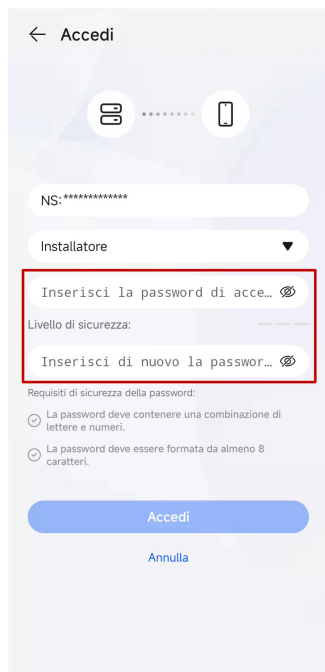 Accedi
NS:*************
Installatore
Inserisci la password di acce...
Livello di sicurezza:
Inserisci di nuovo la passwor...
Requisiti di sicurezza della password:
La password deve contenere una combinazione di
lettere e numeri.
La password deve essere formata da almeno 8
caratteri.
Accedi
Annulla